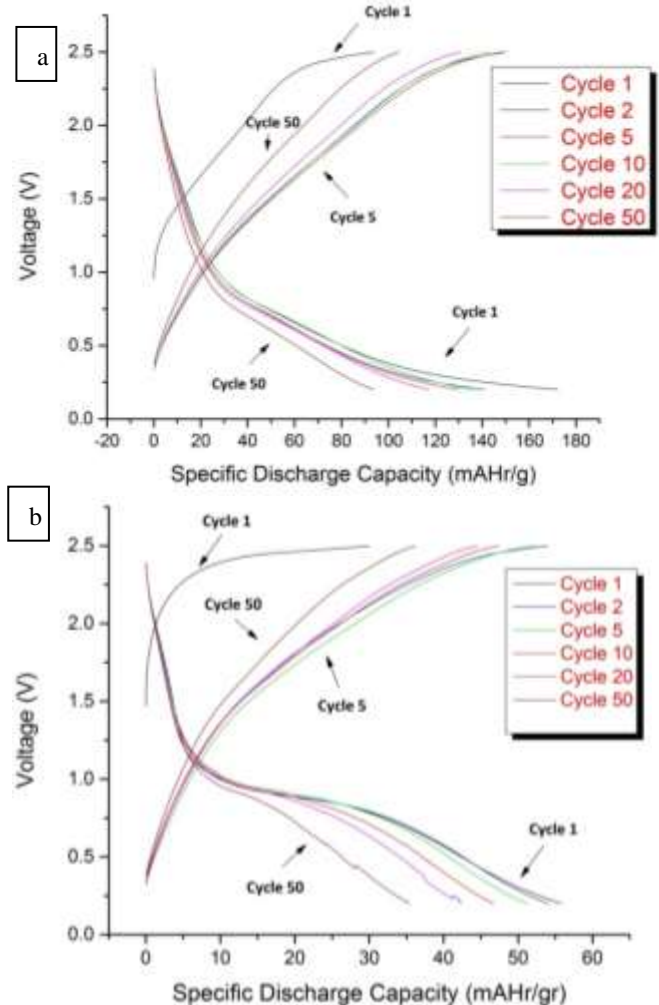 a
Cycle 1
2.5
Cycle 1
Cycle 2
Cycle 5
Cycle 10
Cycle 20
Cycle 50
2.0
Cycle 50
Voltage (V)
1.5
Cycle 5
1.0
Cycle 1
0.5
Cycle 50
0.0
-20 0 20 40 60 80 100 120 140 160 180
Specific Discharge Capacity (mAHr/g)
b
Cycle 1
2.5
Cycle 1
Cycle 2
Cycle 5
Cycle 10
Cycle 20
Cycle 50
Cycle 50
2.0
Cycle 5
1.5
Voltage (V)
1.0
Cycle 1
0.5
Cycle 50
0.0
0 10 20 30 40 50 60
Specific Discharge Capacity (mAHr/gr)